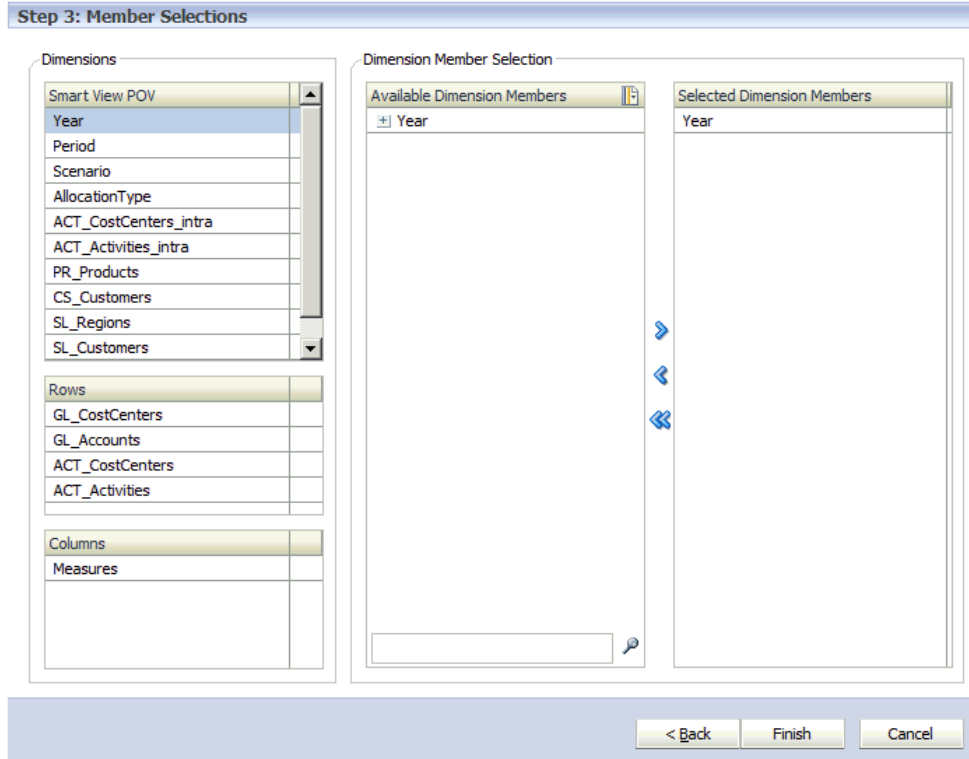 Step 3: Member Selections
Dimensions
Smart View POV
Year
Period
Scenario
AllocationType
ACT_CostCenters_intra
ACT_Activities_intra
PR_Products
CS_Customers
SL_Regions
SL_Customers
Rows
GL_CostCenters
GL_Accounts
ACT_CostCenters
ACT_Activities
Columns
Measures
Dimension Member Selection
Available Dimension Members
Year
Selected Dimension Members
Year
< Back
Finish
Cancel